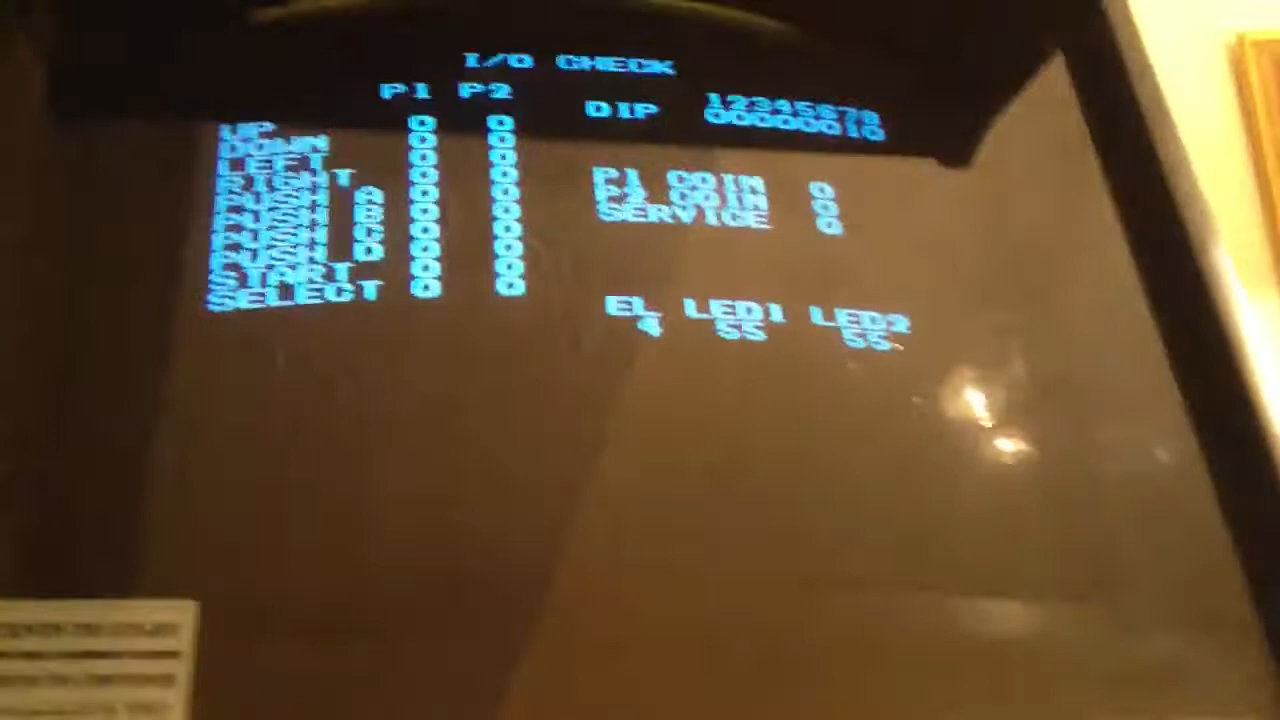 I/O CHECK
P1 P2
DIP 12345678
00000010
UP 0 0
DOWN 0 0
LEFT 0 0
RIGHT 0 0
PUSH A 0 0
PUSH B 0 0
PUSH C 0 0
PUSH D 0 0
START 0 0
SELECT 0 0
P1 COIN 0
P2 COIN 0
SERVICE 0
EL LED1 LED2
4 55 55